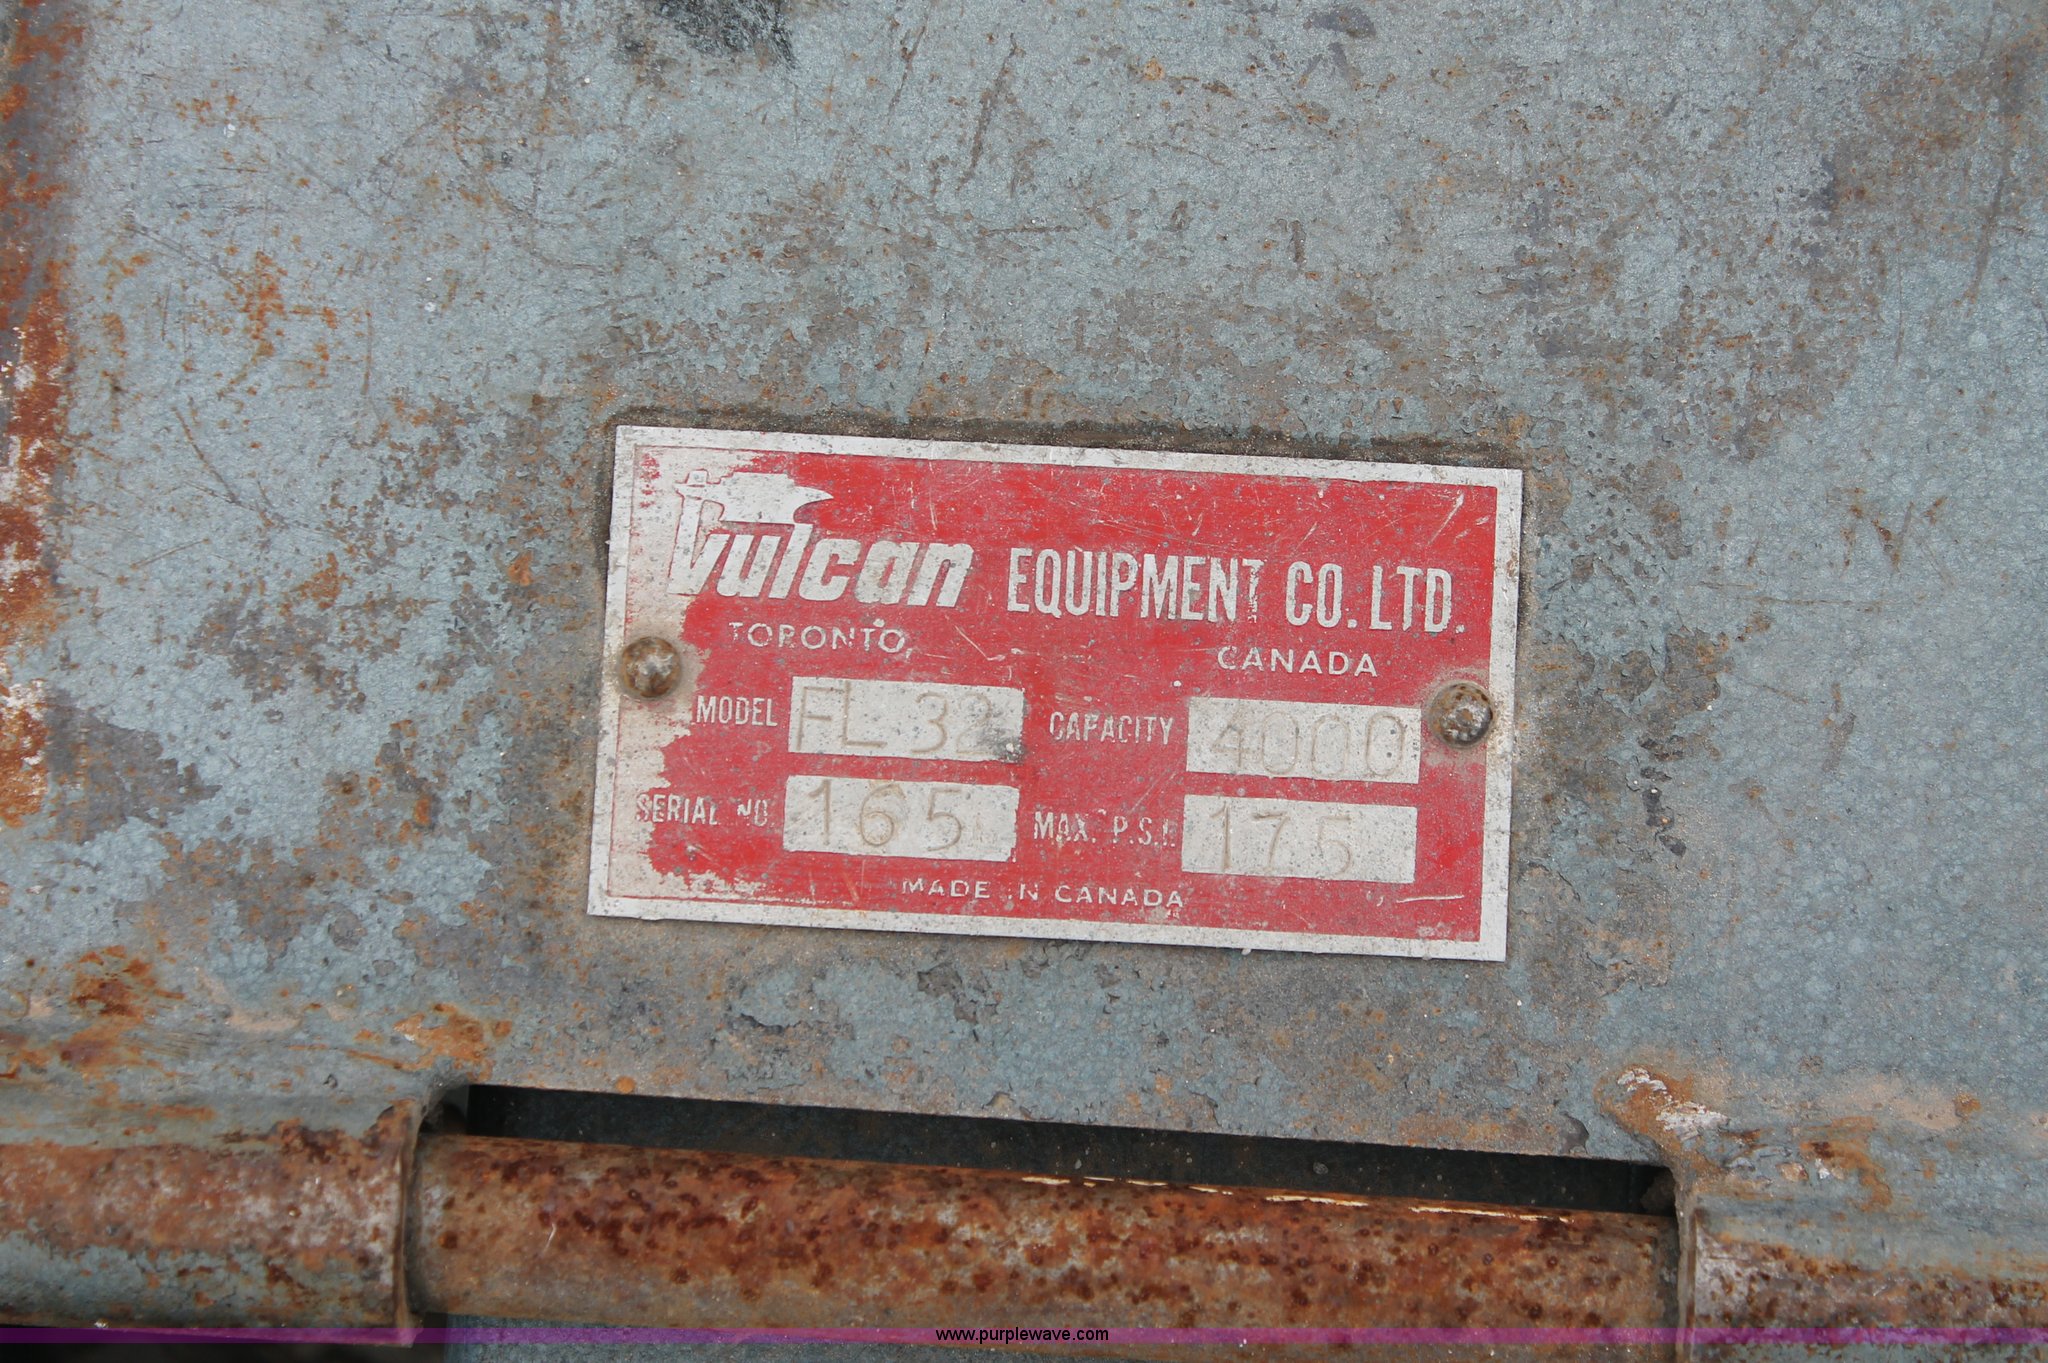 Vulcan EQUIPMENT CO. LTD.
TORONTO, CANADA
MODEL FL 32 CAPACITY 4000
SERIAL NO. 165 MAX. P.S.I. 175
MADE IN CANADA
www.purplewave.com